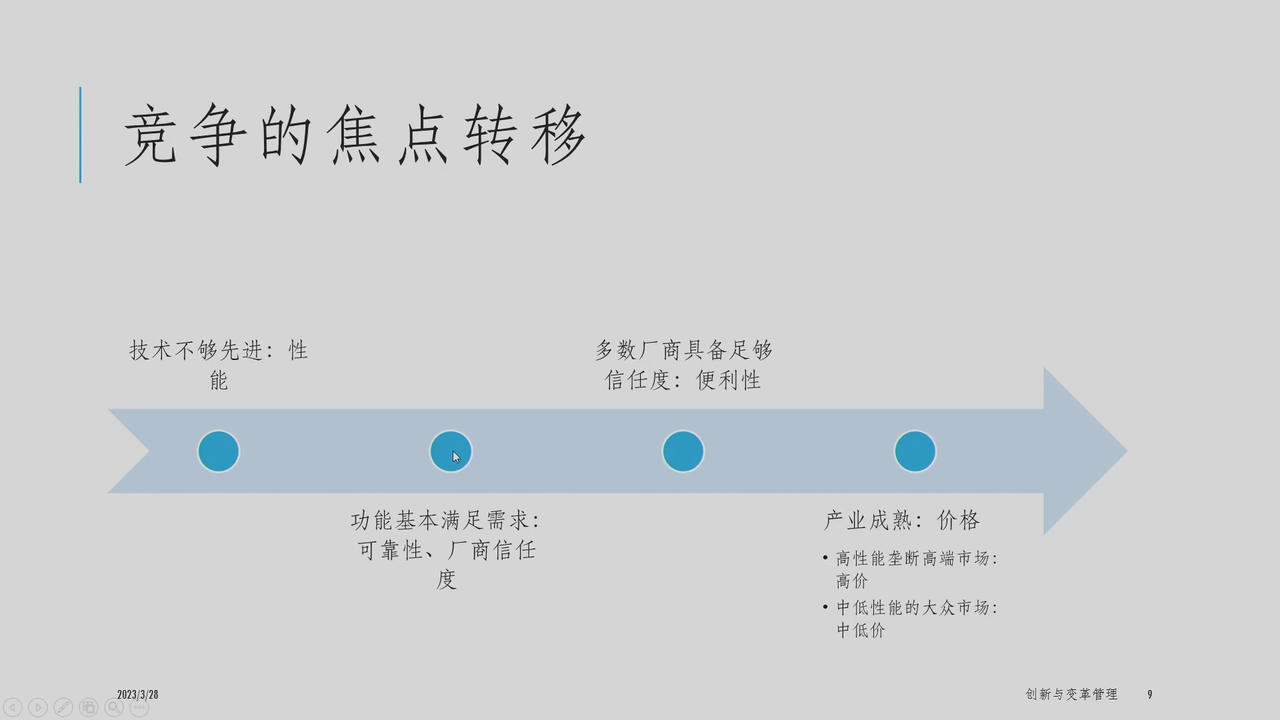 竞争的焦点转移
技术不够先进：性
能
功能基本满足需求：
可靠性、厂商信任
度
多数厂商具备足够
信任度：便利性
产业成熟：价格
• 高性能垄断高端市场：
高价
• 中低性能的大众市场：
中低价
2023/3/28
创新与变革管理
9